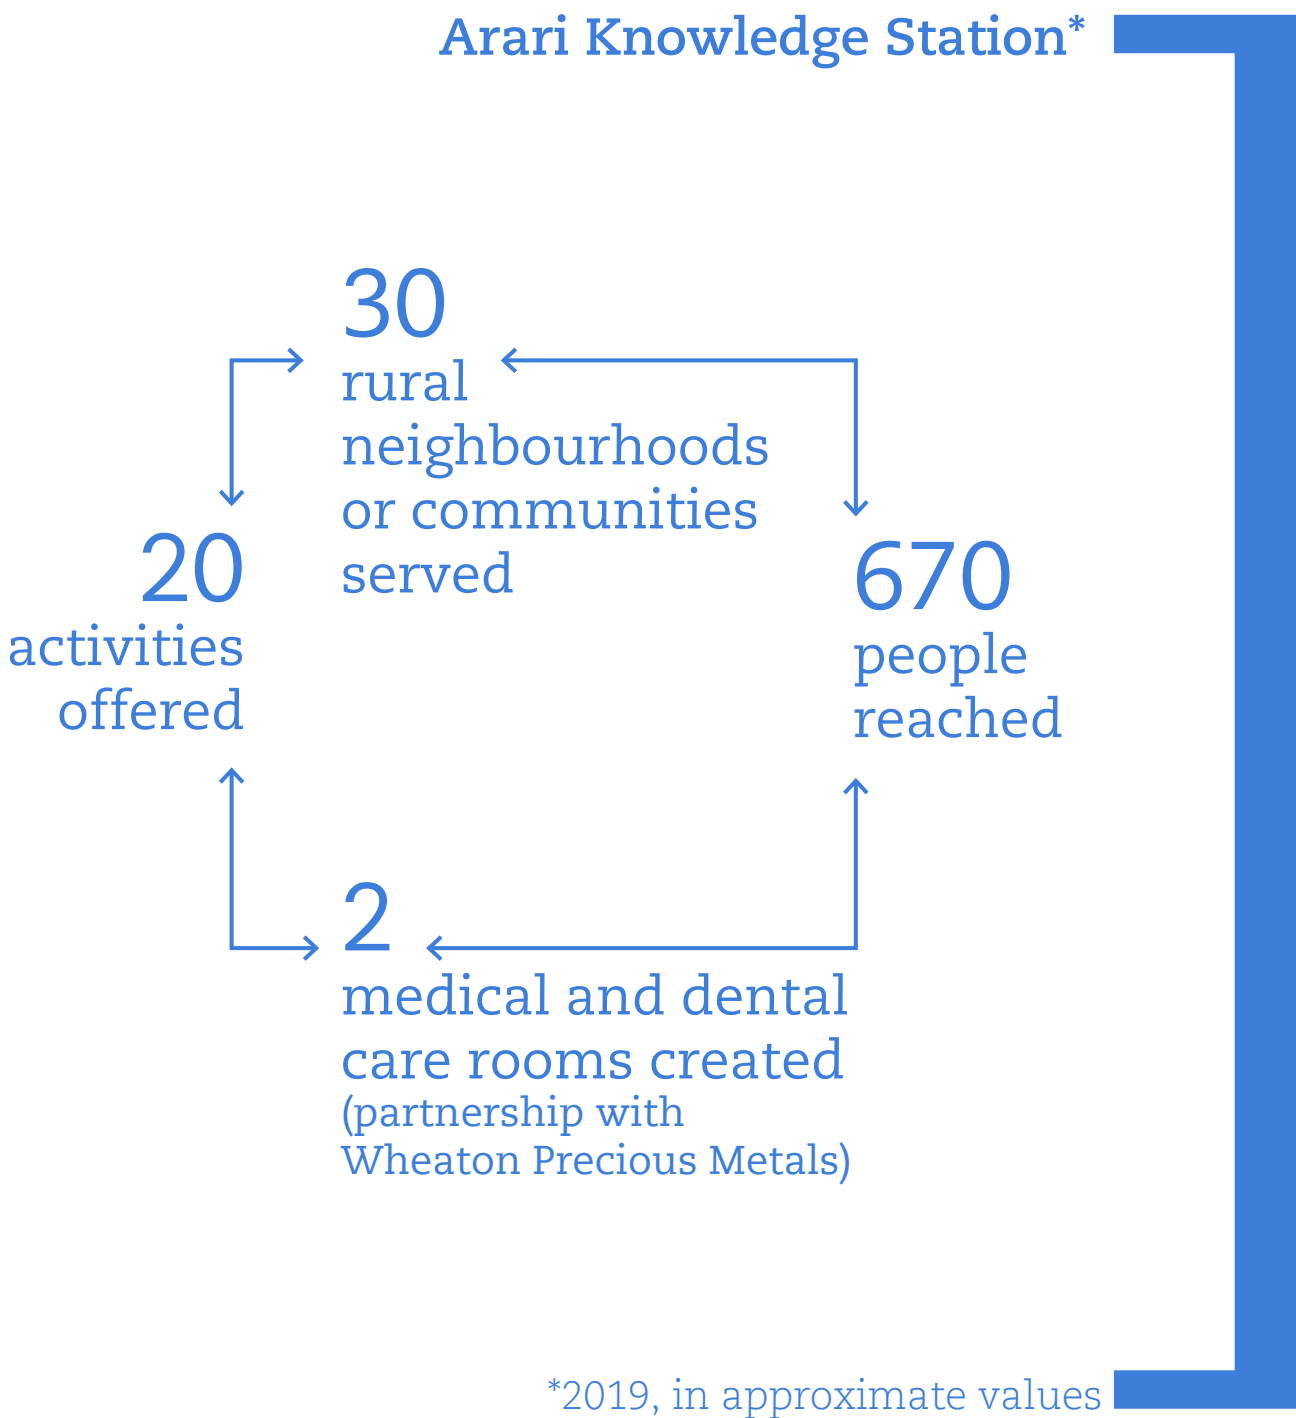 Arari Knowledge Station*
30
rural
neighbourhoods
or communities
served
20
activities
offered
670
people
reached
2
medical and dental
care rooms created
(partnership with
Wheaton Precious Metals)
*2019, in approximate values